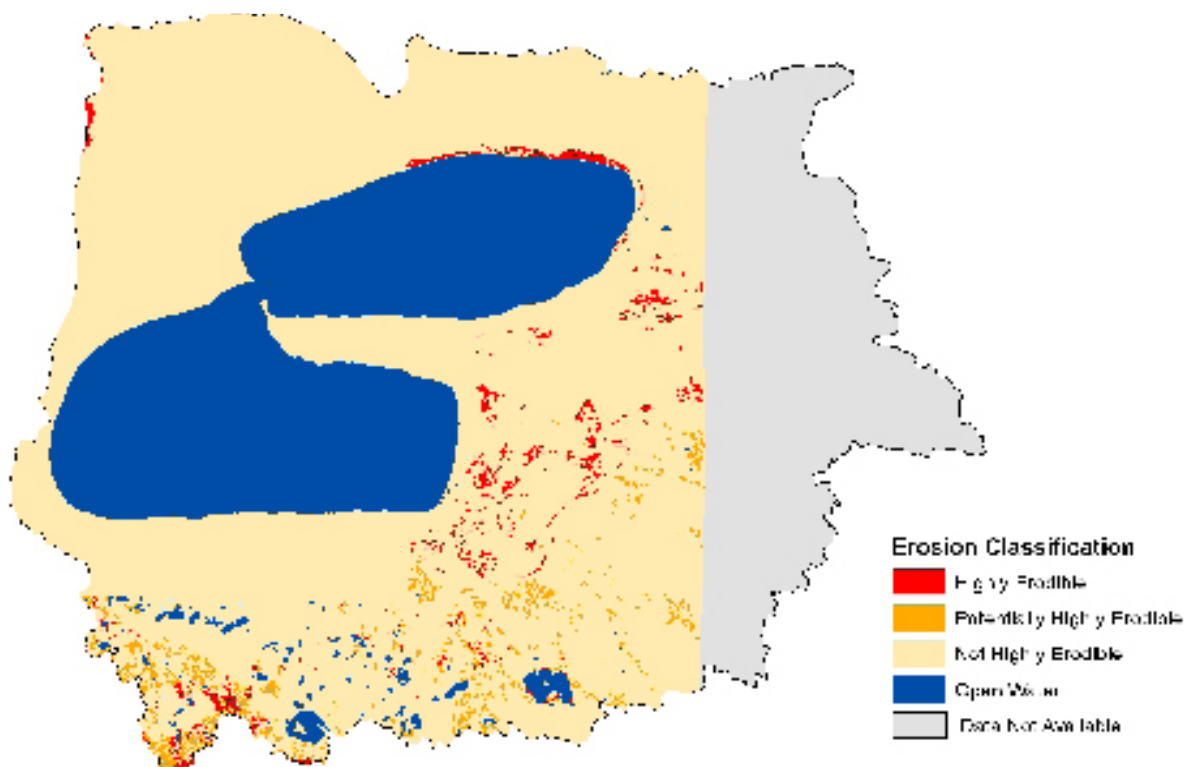 Erosion Classification
Highly Erodible
Potentially Highly Erodible
Not Highly Erodible
Open Water
Data Not Available